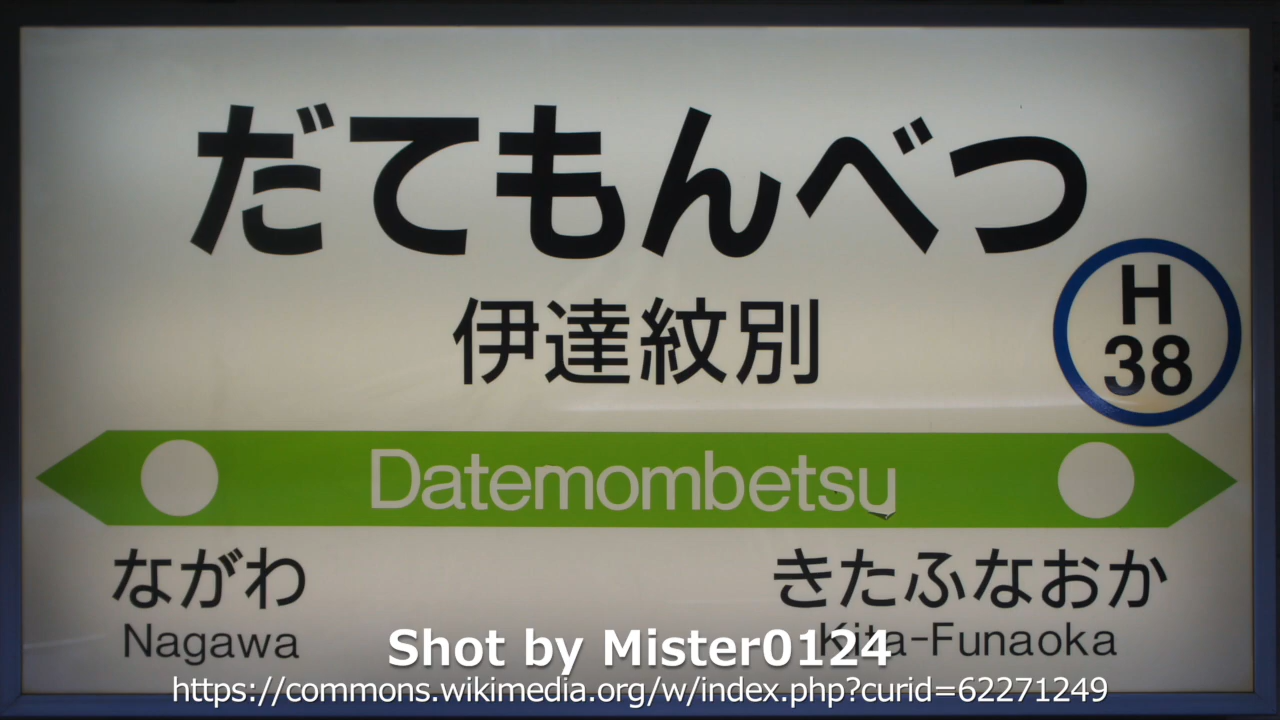 だてもんべつ
伊達紋別
H
38
Datemombetsu
ながわ
Nagawa
きたふなおか
Kita-Funaoka
Shot by Mister0124
https://commons.wikimedia.org/w/index.php?curid=62271249